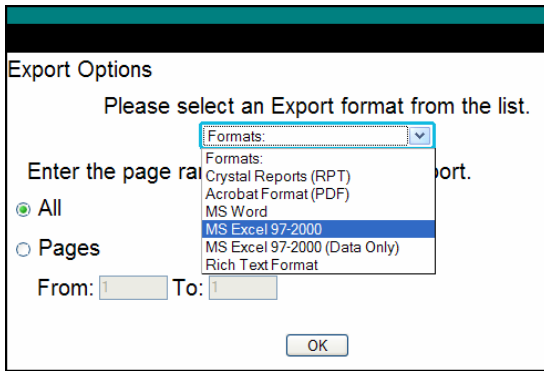 Export Options
Please select an Export format from the list.
Formats:
Formats:
Enter the page ort.
Crystal Reports (RPT)
Acrobat Format (PDF)
MS Word
MS Excel 97-2000
MS Excel 97-2000 (Data Only)
Rich Text Format
All
Pages
From: 1 To: 1
OK